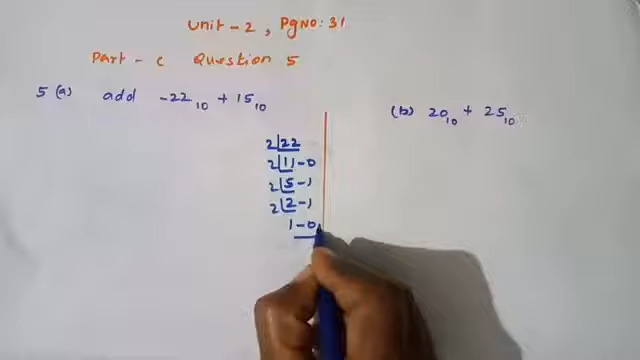 Unit - 2, Pg No: 31
Part - C Question 5
5 (a) add -22₁₀ + 15₁₀
2 22
2 11 - 0
2 5 - 1
2 2 - 1
1 - 0
(b) 20₁₀ + 25₁₀